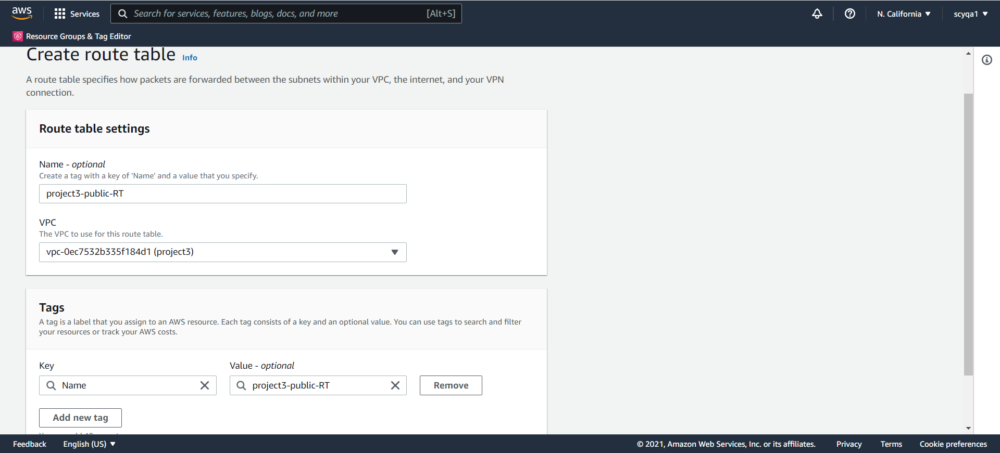 aws
Services
Search for services, features, blogs, docs, and more
[Alt+S]
N. California
scyqa1
Resource Groups & Tag Editor
Create route table Info
A route table specifies how packets are forwarded between the subnets within your VPC, the internet, and your VPN
connection.
Route table settings
Name - optional
Create a tag with a key of 'Name' and a value that you specify.
project3-public-RT
VPC
The VPC to use for this route table.
vpc-0ec7532b335f184d1 (project3)
Tags
A tag is a label that you assign to an AWS resource. Each tag consists of a key and an optional value. You can use tags to search and filter
your resources or track your AWS costs.
Key
Value - optional
Name
project3-public-RT
Remove
Add new tag
Feedback
English (US)
© 2021, Amazon Web Services, Inc. or its affiliates.
Privacy
Terms
Cookie preferences